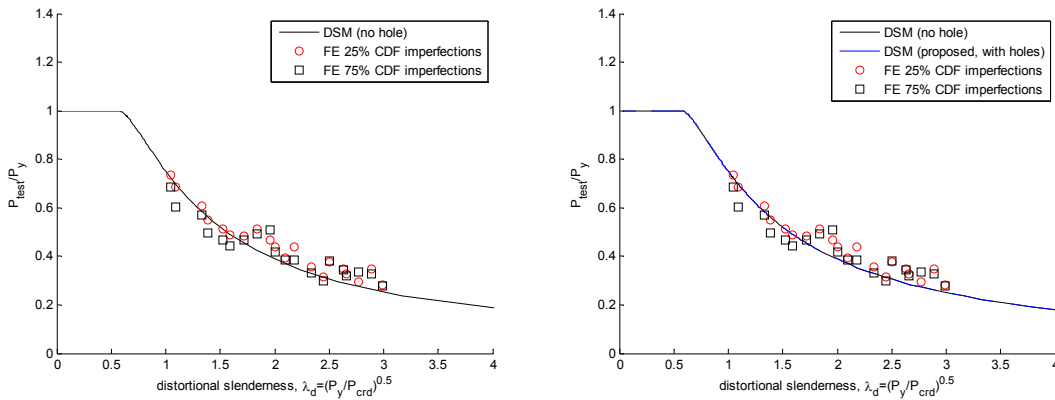 1.4
1.2
1
0.8
0.6
0.4
0.2
0
0 0.5 1 1.5 2 2.5 3 3.5 4
P_test/P_y
distortional slenderness, λ_d=(P_y/P_crd)^0.5
DSM (no hole)
FE 25% CDF imperfections
FE 75% CDF imperfections
1.4
1.2
1
0.8
0.6
0.4
0.2
0
0 0.5 1 1.5 2 2.5 3 3.5 4
P_test/P_y
distortional slenderness, λ_d=(P_y/P_crd)^0.5
DSM (no hole)
DSM (proposed, with holes)
FE 25% CDF imperfections
FE 75% CDF imperfections